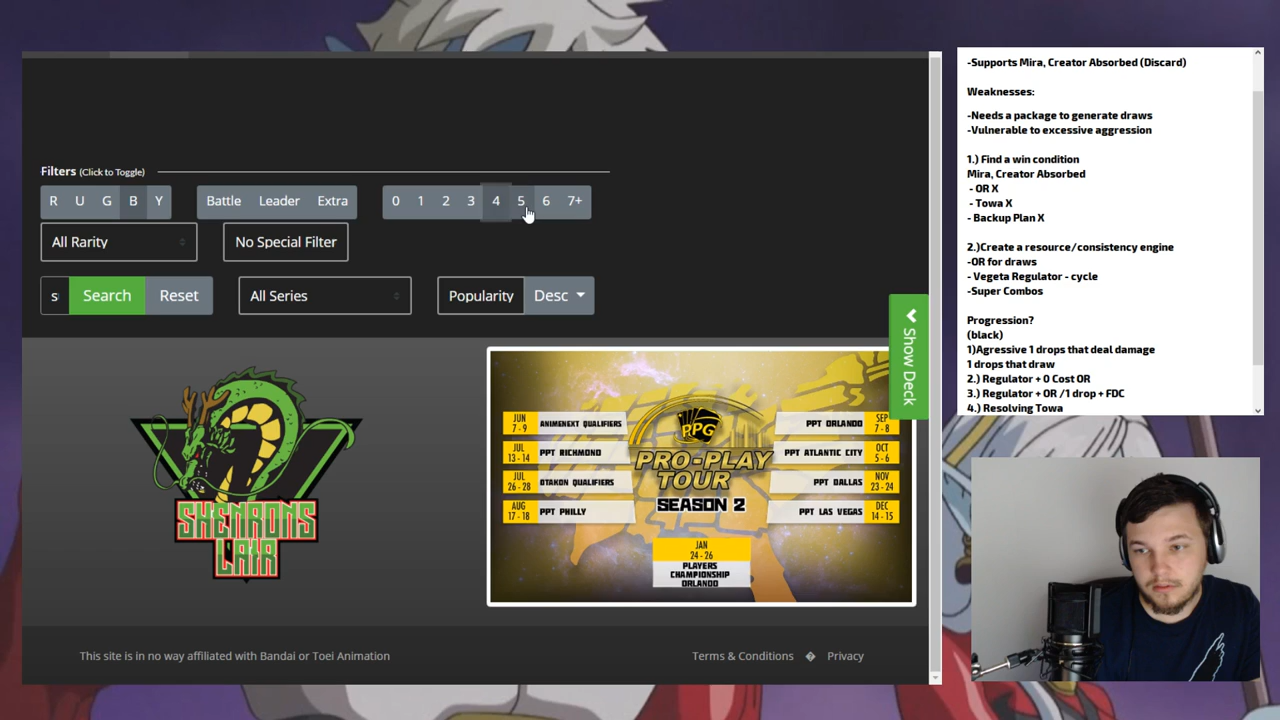 Filters (Click to Toggle)
R U G B Y
Battle Leader Extra
0 1 2 3 4 5 6 7+
All Rarity
No Special Filter
s Search Reset
All Series
Popularity Desc
Show Deck
SHENRONS
LAIR
PPG
PRO-PLAY
TOUR
SEASON 2
JUN
7 - 9
ANIMENEXT QUALIFIERS
JUL
13 - 14
PPT RICHMOND
JUL
26 - 28
OTAKON QUALIFIERS
AUG
17 - 18
PPT PHILLY
PPT ORLANDO
SEP
7 - 8
PPT ATLANTIC CITY
OCT
5 - 6
PPT DALLAS
NOV
23 - 24
PPT LAS VEGAS
DEC
14 - 15
JAN
24 - 26
PLAYERS
CHAMPIONSHIP
ORLANDO
This site is in no way affiliated with Bandai or Toei Animation
Terms & Conditions � Privacy
-Supports Mira, Creator Absorbed (Discard)
Weaknesses:
-Needs a package to generate draws
-Vulnerable to excessive aggression
1.) Find a win condition
Mira, Creator Absorbed
- OR X
- Towa X
- Backup Plan X
2.)Create a resource/consistency engine
-OR for draws
- Vegeta Regulator - cycle
-Super Combos
Progression?
(black)
1)Agressive 1 drops that deal damage
1 drops that draw
2.) Regulator + 0 Cost OR
3.) Regulator + OR /1 drop + FDC
4.) Resolving Towa